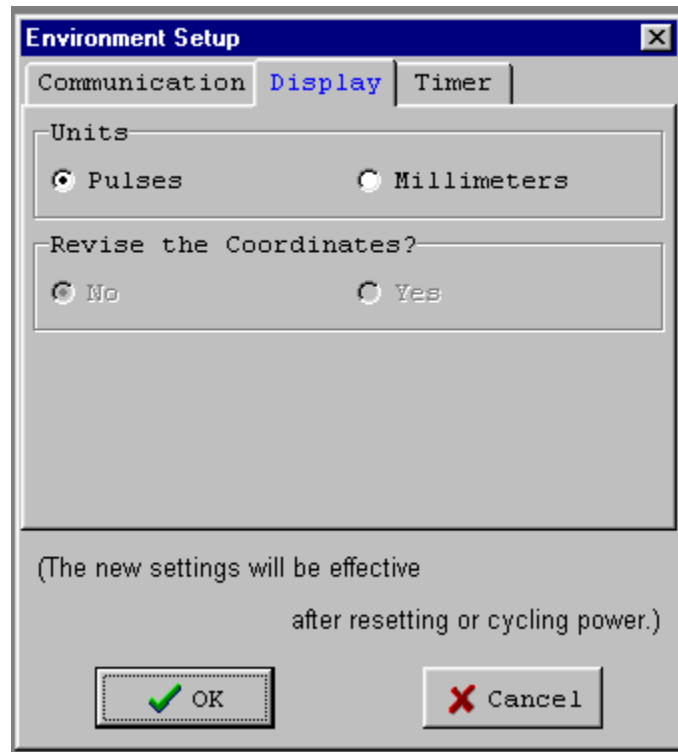 Environment Setup
Communication Display Timer
Units
Pulses Millimeters
Revise the Coordinates?
No Yes
(The new settings will be effective
after resetting or cycling power.)
OK Cancel